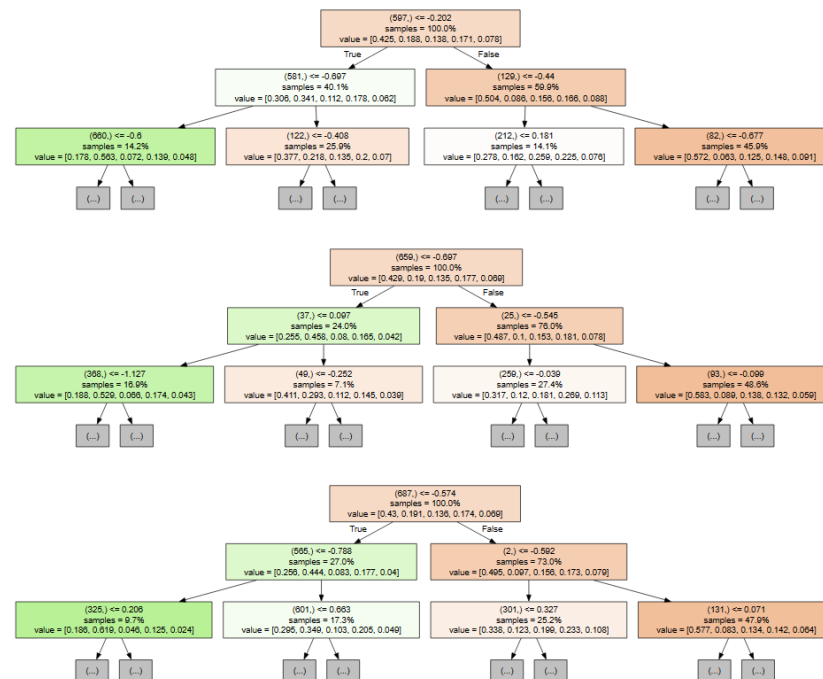 (597,) <= -0.202
samples = 100.0%
value = [0.425, 0.188, 0.138, 0.171, 0.078]
True
False
(581,) <= -0.697
samples = 40.1%
value = [0.306, 0.341, 0.112, 0.178, 0.062]
(129,) <= -0.44
samples = 59.9%
value = [0.504, 0.086, 0.156, 0.166, 0.088]
(660,) <= -0.6
samples = 14.2%
value = [0.178, 0.563, 0.072, 0.139, 0.048]
(122,) <= -0.408
samples = 25.9%
value = [0.377, 0.218, 0.135, 0.2, 0.07]
(212,) <= 0.181
samples = 14.1%
value = [0.278, 0.162, 0.259, 0.225, 0.076]
(82,) <= -0.677
samples = 45.9%
value = [0.572, 0.063, 0.125, 0.148, 0.091]
(...)
(...)
(...)
(...)
(...)
(...)
(...)
(...)
(659,) <= -0.697
samples = 100.0%
value = [0.429, 0.19, 0.135, 0.177, 0.069]
True
False
(37,) <= 0.097
samples = 24.0%
value = [0.255, 0.458, 0.08, 0.165, 0.042]
(25,) <= -0.545
samples = 76.0%
value = [0.487, 0.1, 0.153, 0.181, 0.078]
(368,) <= -1.127
samples = 16.9%
value = [0.188, 0.529, 0.066, 0.174, 0.043]
(49,) <= -0.252
samples = 7.1%
value = [0.411, 0.293, 0.112, 0.145, 0.039]
(259,) <= -0.039
samples = 27.4%
value = [0.317, 0.12, 0.181, 0.269, 0.113]
(93,) <= -0.099
samples = 48.6%
value = [0.583, 0.089, 0.138, 0.132, 0.059]
(...)
(...)
(...)
(...)
(...)
(...)
(...)
(...)
(687,) <= -0.574
samples = 100.0%
value = [0.43, 0.191, 0.136, 0.174, 0.069]
True
False
(565,) <= -0.788
samples = 27.0%
value = [0.256, 0.444, 0.083, 0.177, 0.04]
(2,) <= -0.592
samples = 73.0%
value = [0.495, 0.097, 0.156, 0.173, 0.079]
(325,) <= 0.206
samples = 9.7%
value = [0.186, 0.619, 0.046, 0.125, 0.024]
(601,) <= 0.663
samples = 17.3%
value = [0.295, 0.349, 0.103, 0.205, 0.049]
(301,) <= 0.327
samples = 25.2%
value = [0.338, 0.123, 0.199, 0.233, 0.108]
(131,) <= 0.071
samples = 47.9%
value = [0.577, 0.083, 0.134, 0.142, 0.064]
(...)
(...)
(...)
(...)
(...)
(...)
(...)
(...)